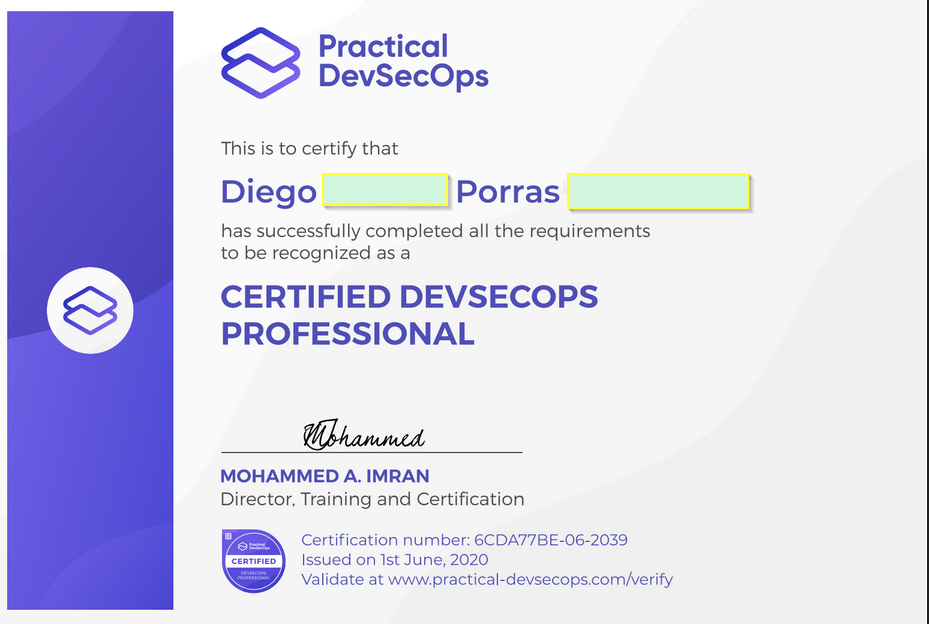 Practical
DevSecOps
This is to certify that
Diego Porras
has successfully completed all the requirements
to be recognized as a
CERTIFIED DEVSECOPS
PROFESSIONAL
Mohammed
MOHAMMED A. IMRAN
Director, Training and Certification
Practical
DevSecOps
CERTIFIED
DEVSECOPS
PROFESSIONAL
Certification number: 6CDA77BE-06-2039
Issued on 1st June, 2020
Validate at www.practical-devsecops.com/verify